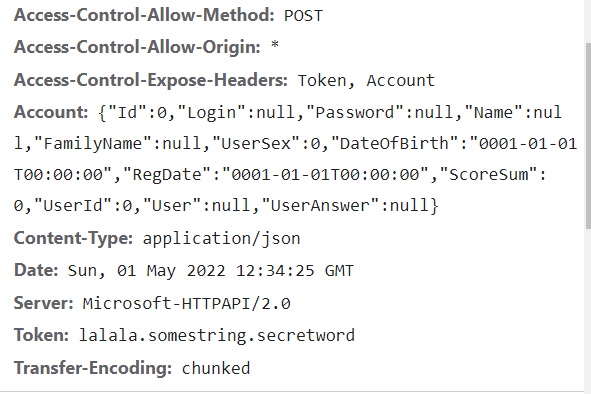 Access-Control-Allow-Method: POST
Access-Control-Allow-Origin: *
Access-Control-Expose-Headers: Token, Account
Account: {"Id":0,"Login":null,"Password":null,"Name":nul
l,"FamilyName":null,"UserSex":0,"DateOfBirth":"0001-01-01
T00:00:00","RegDate":"0001-01-01T00:00:00","ScoreSum":
0,"UserId":0,"User":null,"UserAnswer":null}
Content-Type: application/json
Date: Sun, 01 May 2022 12:34:25 GMT
Server: Microsoft-HTTPAPI/2.0
Token: lalala.somestring.secretword
Transfer-Encoding: chunked